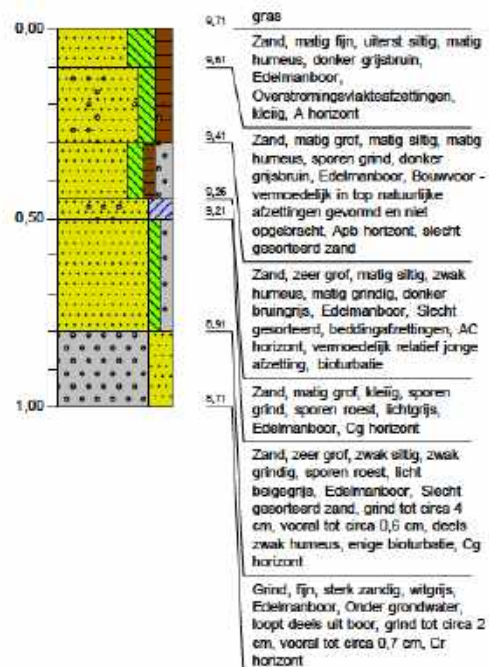 0,00
0,50
1,00
9,71
9,61
9,41
9,26
9,21
8,91
8,71
gras
Zand, matig fijn, uiterst siltig, matig
humeus, donker grijsbruin,
Edelmanboor,
Overstromingsvlakteafzettingen,
kleiig, A horizont
Zand, matig grof, matig siltig, matig
humeus, sporen grind, donker
grijsbruin, Edelmanboor, Bouwvoor -
vermoedelijk in top natuurlijke
afzettingen gevormd en niet
opgebracht, Apb horizont, slecht
gesorteerd zand
Zand, zeer grof, matig siltig, zwak
humeus, matig grindig, donker
bruingrijs, Edelmanboor, Slecht
gesorteerd, beddingafzettingen, AC
horizont, vermoedelijk relatief jonge
afzetting, bioturbatie
Zand, matig grof, kleiig, sporen
grind, sporen roest, lichtgrijs,
Edelmanboor, Cg horizont
Zand, zeer grof, zwak siltig, zwak
grindig, sporen roest, licht
beigegrijs, Edelmanboor, Slecht
gesorteerd zand, grind tot circa 4
cm, vooral tot circa 0,6 cm, deels
zwak humeus, enige bioturbatie, Cg
horizont
Grind, fijn, sterk zandig, witgrijs,
Edelmanboor, Onder grondwater,
loopt deels uit boor, grind tot circa 2
cm, vooral tot circa 0,7 cm, Cr
horizont